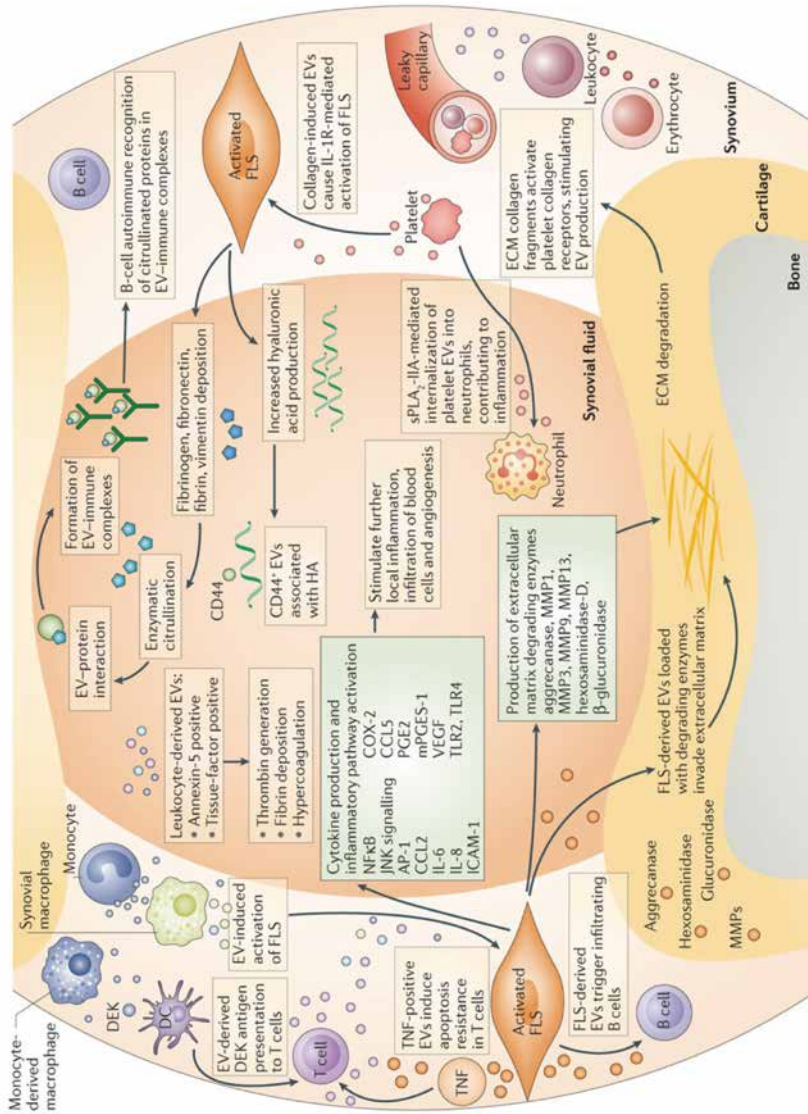 Monocyte-
derived macrophage
Synovial
macrophage
Monocyte
DEK
DC
EV-derived
DEK antigen
presentation
to T cells
EV-induced
activation
of FLS
T cell
TNF-positive
EVs induce
apoptosis
resistance
in T cells
TNF
Activated
FLS
FLS-derived
EVs trigger infiltrating
B cells
B cell
Leukocyte-derived EVs:
• Annexin-5 positive
• Tissue-factor positive
• Thrombin generation
• Fibrin deposition
• Hypercoagulation
Cytokine production and
inflammatory pathway activation
NFκB
JNK signalling
AP-1
CCL2
IL-6
IL-8
ICAM-1
COX-2
CCL5
PGE2
mPGES-1
VEGF
TLR2, TLR4
Stimulate further
local inflammation,
infiltration of blood
cells and angiogenesis
EV–protein
interaction
Formation of
EV–immune
complexes
Enzymatic
citrullination
B-cell autoimmune recognition
of citrullinated proteins in
EV–immune complexes
B cell
Fibrinogen, fibronectin,
fibrin, vimentin deposition
CD44
CD44⁺ EVs
associated
with HA
Increased hyaluronic
acid production
Activated
FLS
Collagen-induced EVs
cause IL-1R-mediated
activation of FLS
Platelet
sPLA₂-IIA-mediated
internalization of
platelet EVs into
neutrophils,
contributing to
inflammation
Neutrophil
Leaky
capillary
Leukocyte
Erythrocyte
ECM collagen
fragments activate
platelet collagen
receptors, stimulating
EV production
Production of extracellular
matrix degrading enzymes
aggrecanase, MMP1,
MMP3, MMP9, MMP13,
hexosaminidase-D,
β-glucuronidase
FLS-derived EVs loaded
with degrading enzymes
invade extracellular matrix
ECM degradation
Aggrecanase
Hexosaminidase
Glucuronidase
MMPs
Synovial fluid
Synovium
Cartilage
Bone